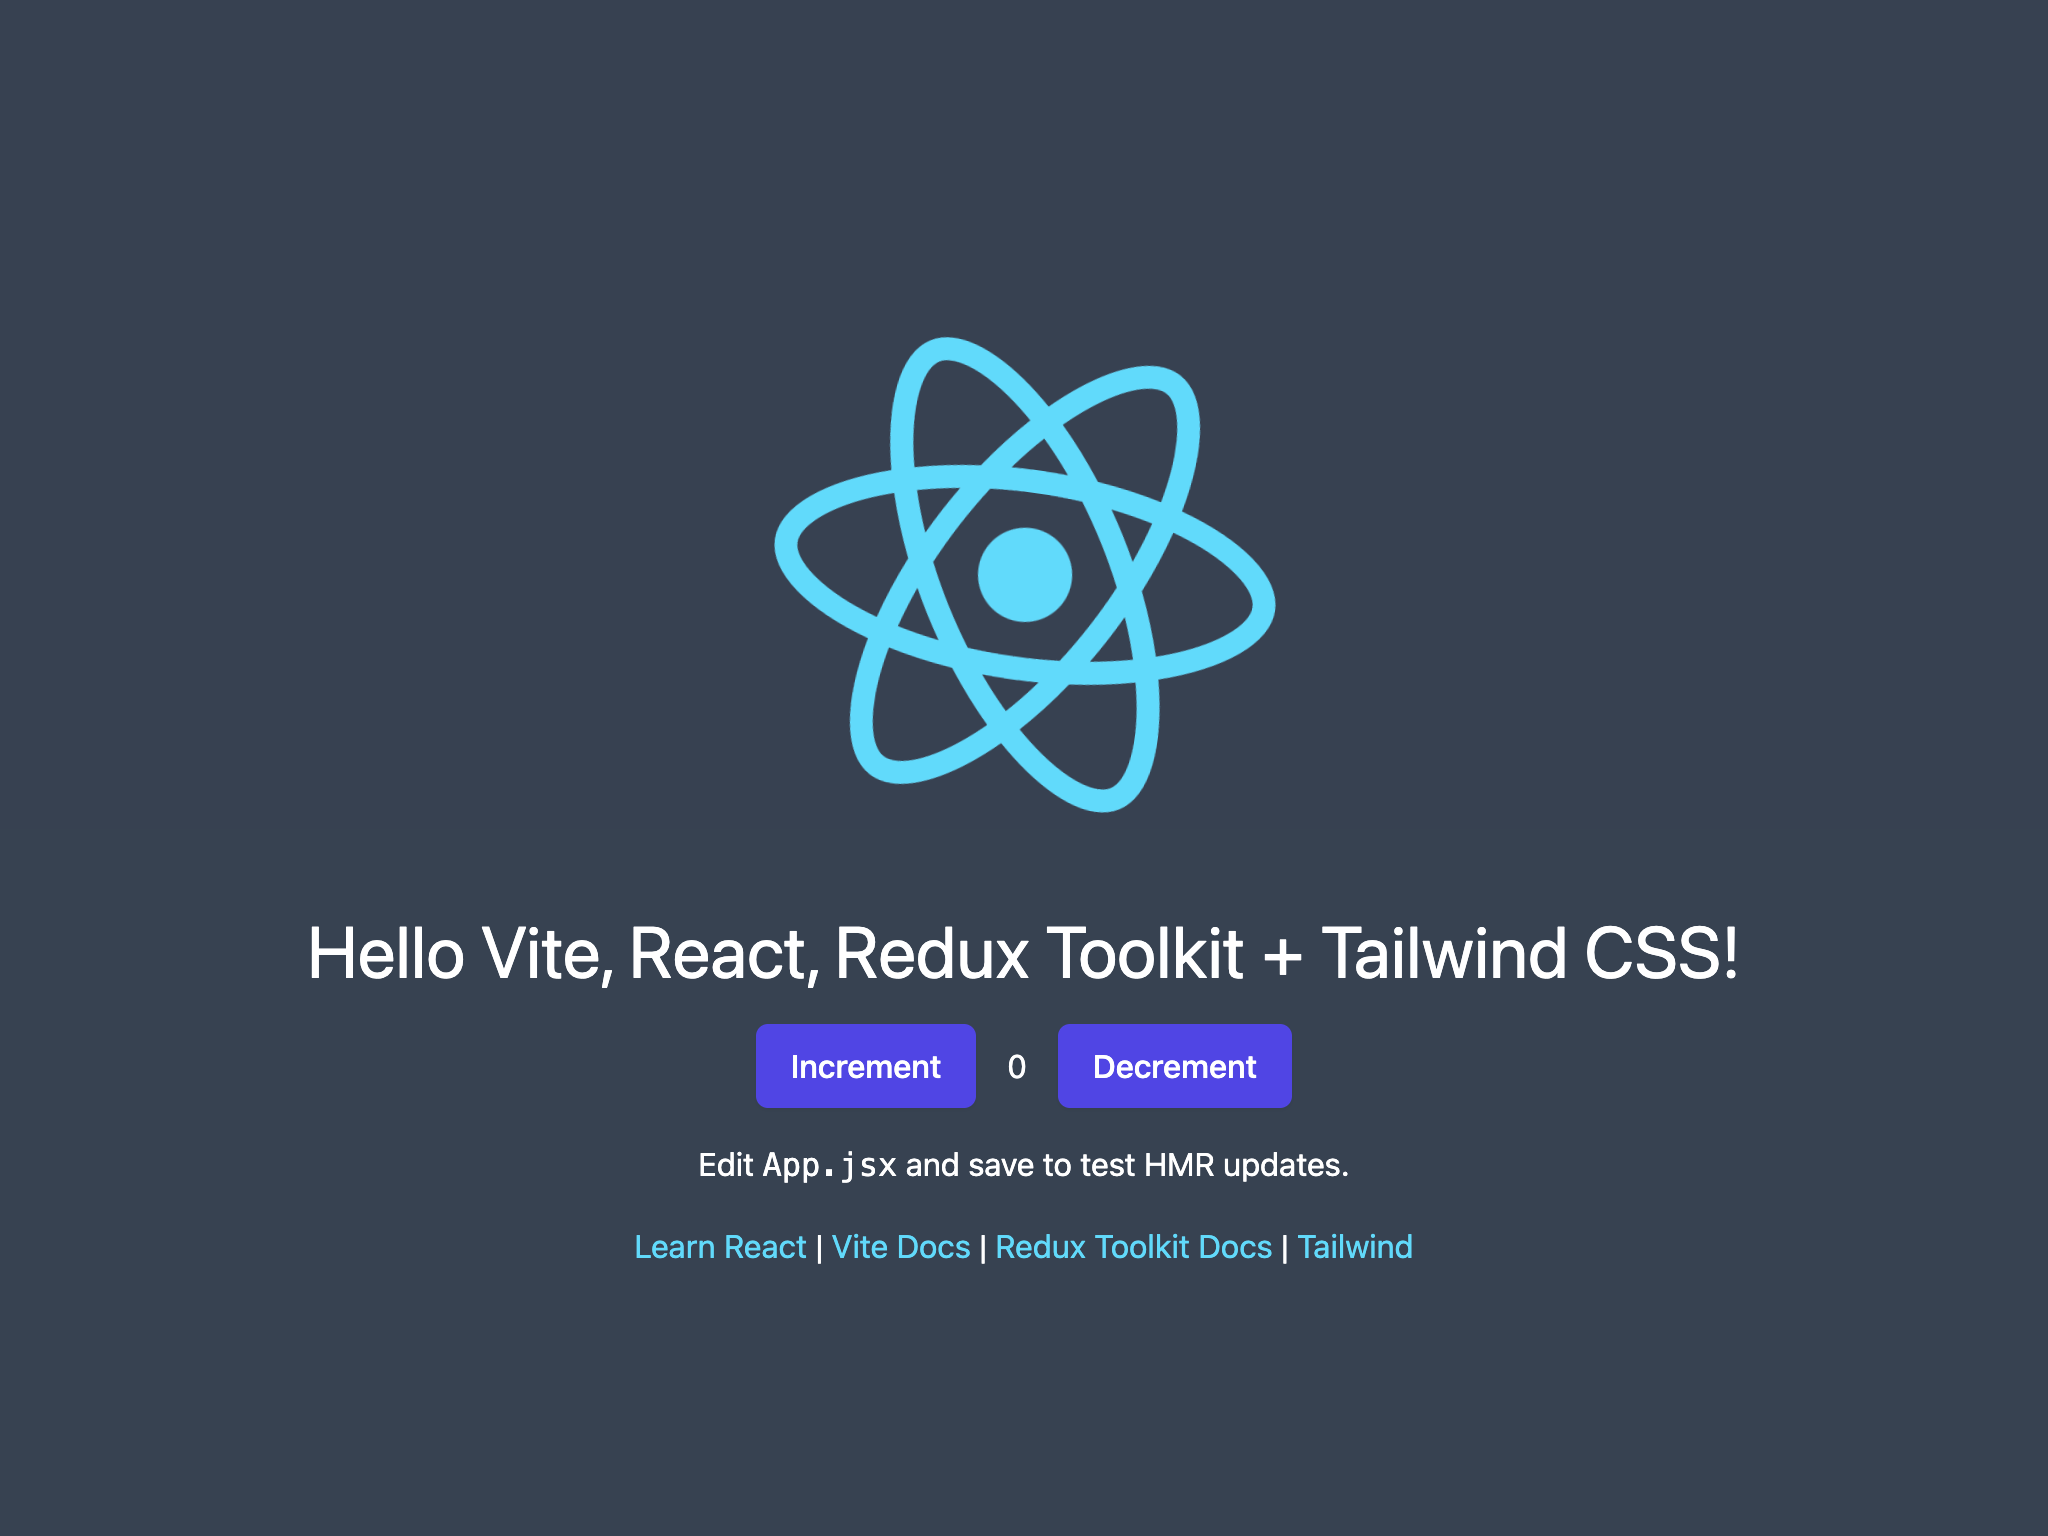 Hello Vite, React, Redux Toolkit + Tailwind CSS!
Increment 0 Decrement
Edit App.jsx and save to test HMR updates.
Learn React | Vite Docs | Redux Toolkit Docs | Tailwind